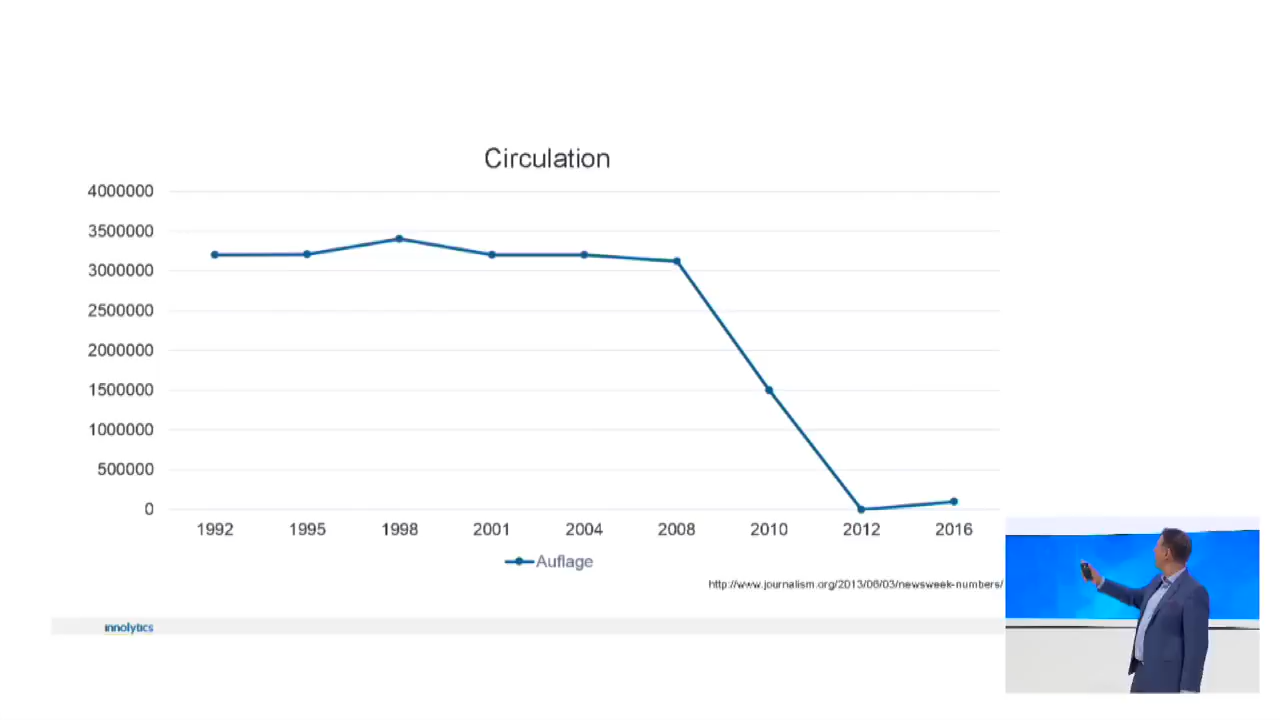 Circulation
4000000
3500000
3000000
2500000
2000000
1500000
1000000
500000
0
1992 1995 1998 2001 2004 2008 2010 2012 2016
Auflage
http://www.journalism.org/2013/06/03/newsweek-numbers/
innolytics